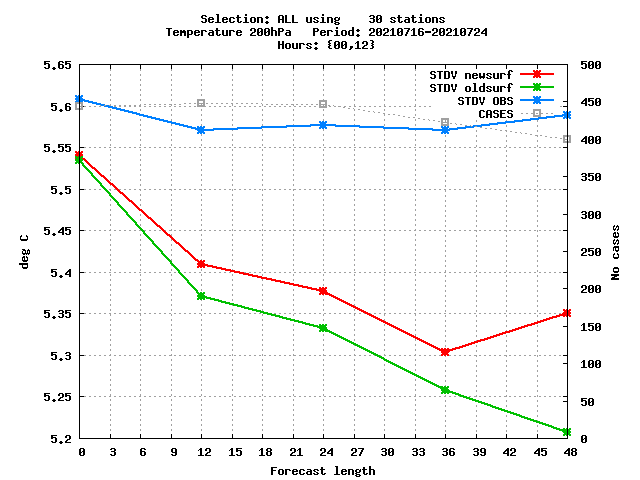 Selection: ALL using    30 stations
Temperature 200hPa   Period: 20210716-20210724
Hours: {00,12}
5.65
5.6
5.55
5.5
5.45
5.4
5.35
5.3
5.25
5.2
deg C
STDV newsurf
STDV oldsurf
STDV OBS
CASES
500
450
400
350
300
250
200
150
100
50
0
No cases
0 3 6 9 12 15 18 21 24 27 30 33 36 39 42 45 48
Forecast length